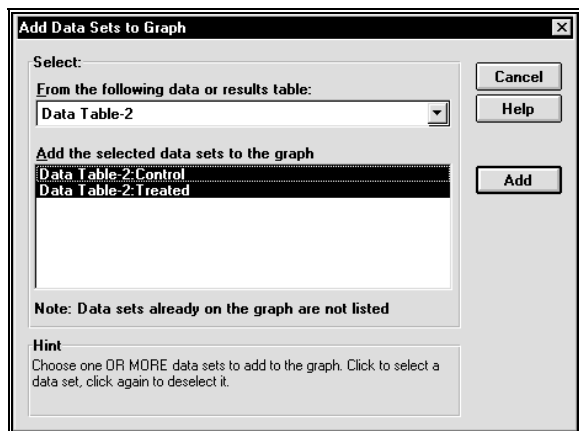 Add Data Sets to Graph
Select:
From the following data or results table:
Data Table-2
Add the selected data sets to the graph
Data Table-2:Control
Data Table-2:Treated
Note: Data sets already on the graph are not listed
Hint
Choose one OR MORE data sets to add to the graph. Click to select a
data set, click again to deselect it.
Cancel
Help
Add